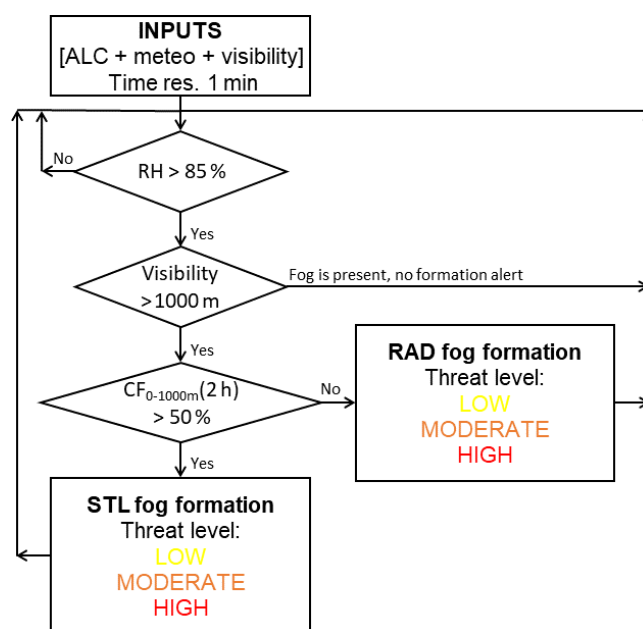 INPUTS
[ALC + meteo + visibility]
Time res. 1 min
No
RH > 85 %
Yes
Visibility
>1000 m
Fog is present, no formation alert
Yes
CF0-1000m(2 h)
> 50 %
No
RAD fog formation
Threat level:
LOW
MODERATE
HIGH
Yes
STL fog formation
Threat level:
LOW
MODERATE
HIGH